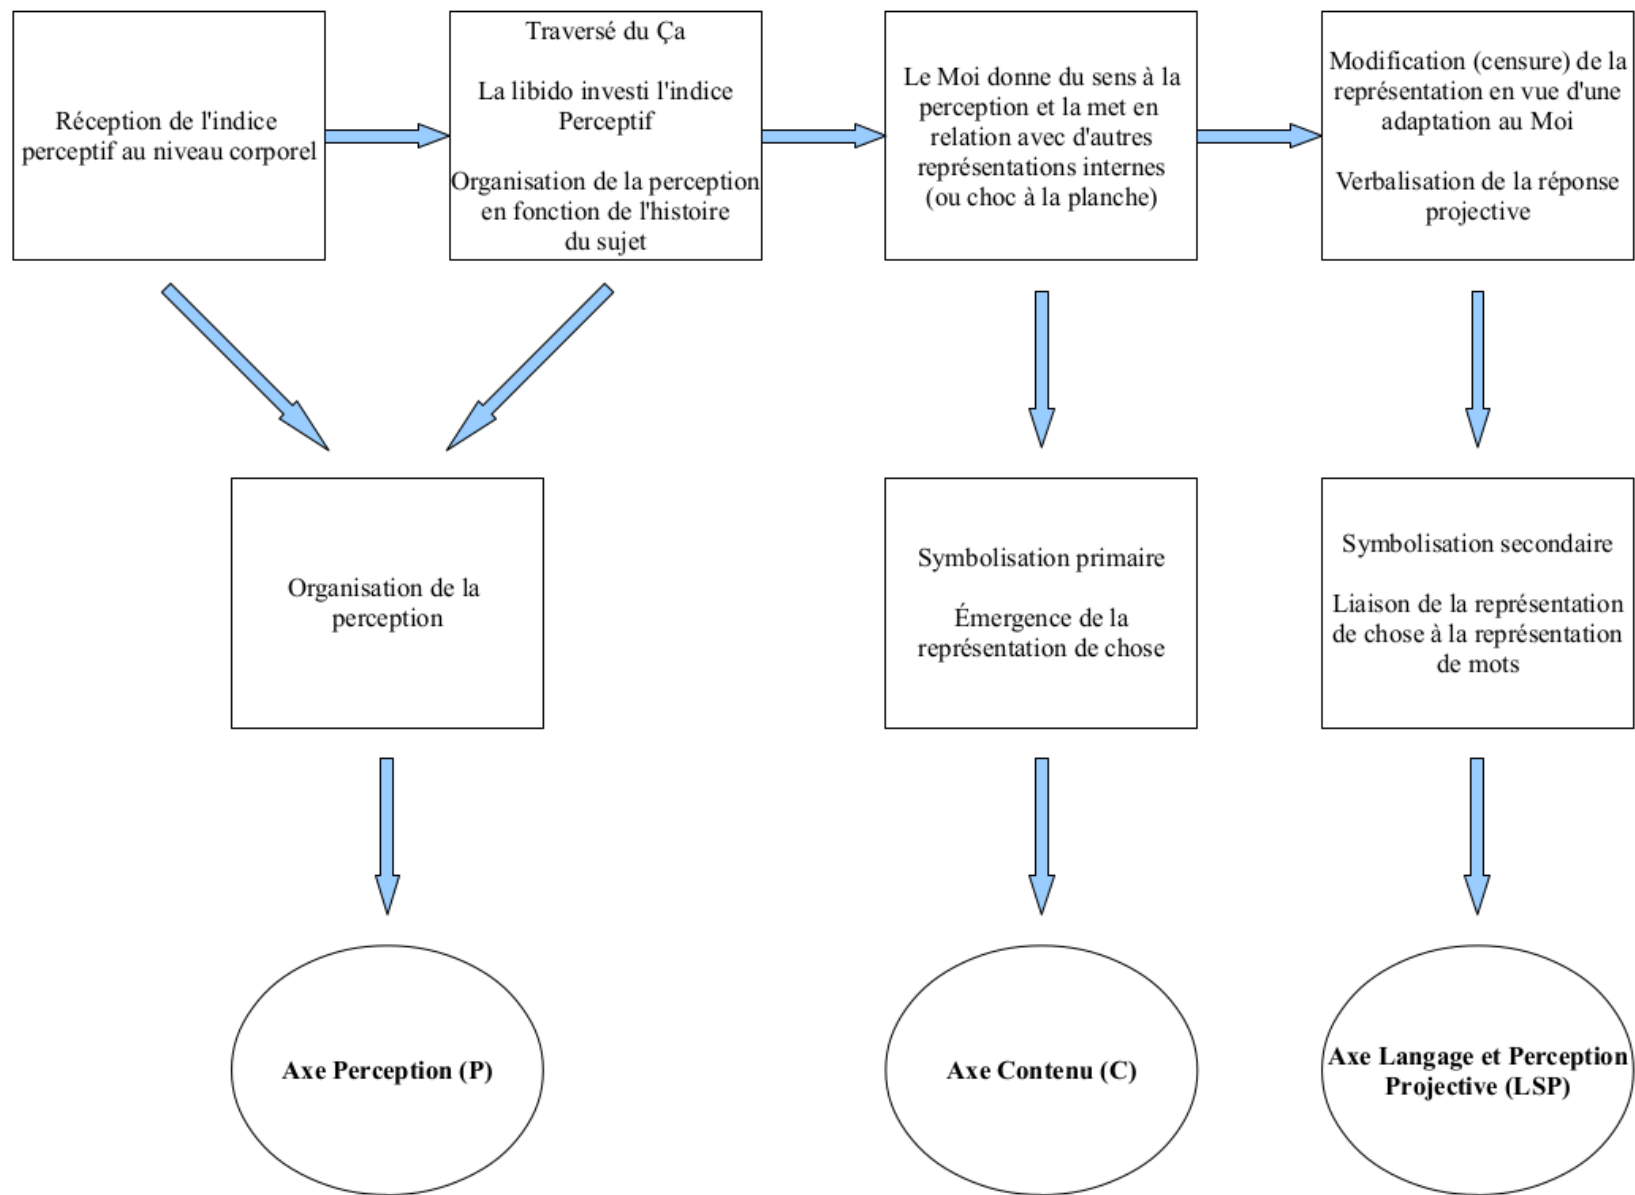 Réception de l'indice
perceptif au niveau corporel
Traversé du Ça
La libido investi l'indice
Perceptif
Organisation de la perception
en fonction de l'histoire
du sujet
Le Moi donne du sens à la
perception et la met en
relation avec d'autres
représentations internes
(ou choc à la planche)
Modification (censure) de la
représentation en vue d'une
adaptation au Moi
Verbalisation de la réponse
projective
Organisation de la
perception
Symbolisation primaire
Émergence de la
représentation de chose
Symbolisation secondaire
Liaison de la représentation
de chose à la représentation
de mots
Axe Perception (P)
Axe Contenu (C)
Axe Langage et Perception
Projective (LSP)